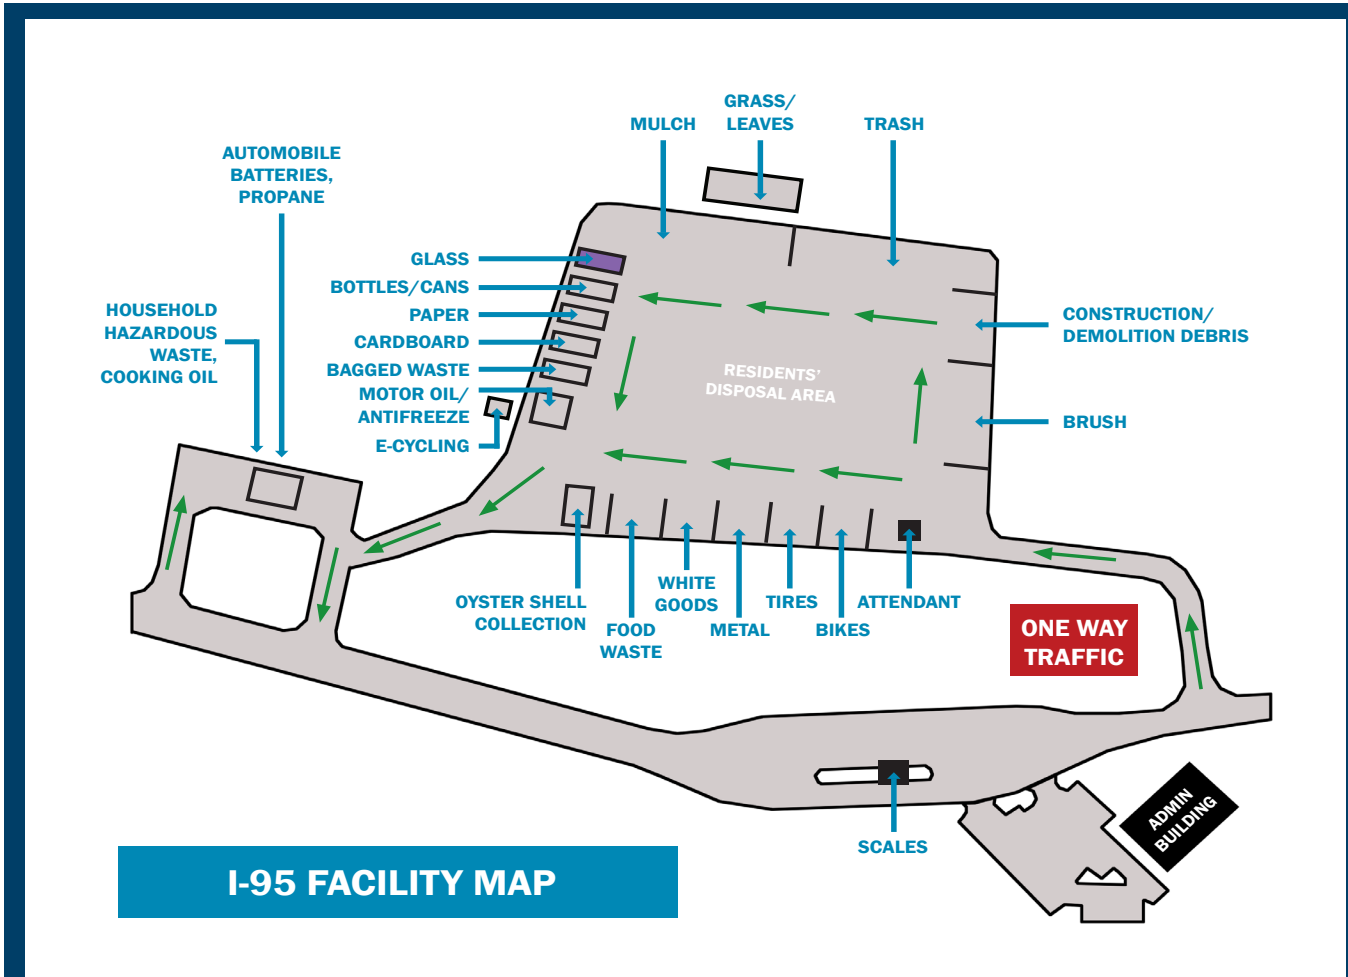 GRASS/
LEAVES
MULCH
TRASH
AUTOMOBILE
BATTERIES,
PROPANE
GLASS
BOTTLES/CANS
PAPER
CARDBOARD
BAGGED WASTE
MOTOR OIL/
ANTIFREEZE
E-CYCLING
HOUSEHOLD
HAZARDOUS
WASTE,
COOKING OIL
CONSTRUCTION/
DEMOLITION DEBRIS
RESIDENTS'
DISPOSAL AREA
BRUSH
OYSTER SHELL
COLLECTION
FOOD
WASTE
WHITE
GOODS
METAL
TIRES
BIKES
ATTENDANT
ONE WAY
TRAFFIC
SCALES
ADMIN
BUILDING
I-95 FACILITY MAP